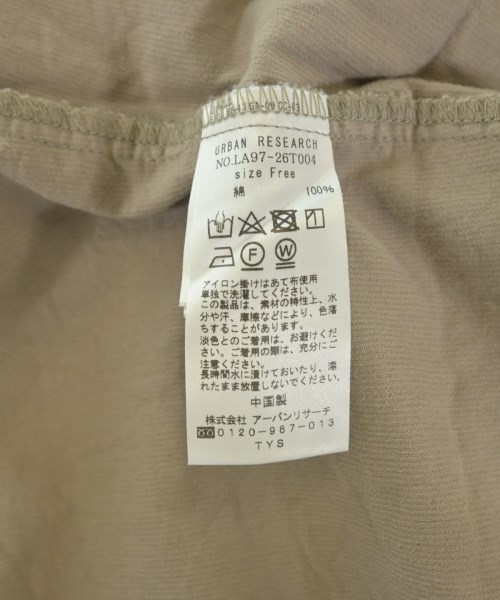 URBAN RESEARCH
NO.LA97-26T004
size Free
綿 100%
F W
アイロン掛けはあて布使用
単独で洗濯してください。
この製品は、素材の特性上、水
分や汗、摩擦などにより、色落
ちすることがあります。
淡色とのご着用は、お避けくだ
さい。ご着用の際は、充分にご
注意ください。
長時間水に漬けておいたり、濡
れたまま放置しないでください。
中国製
株式会社 アーバンリサーチ
0120-967-013
TYS